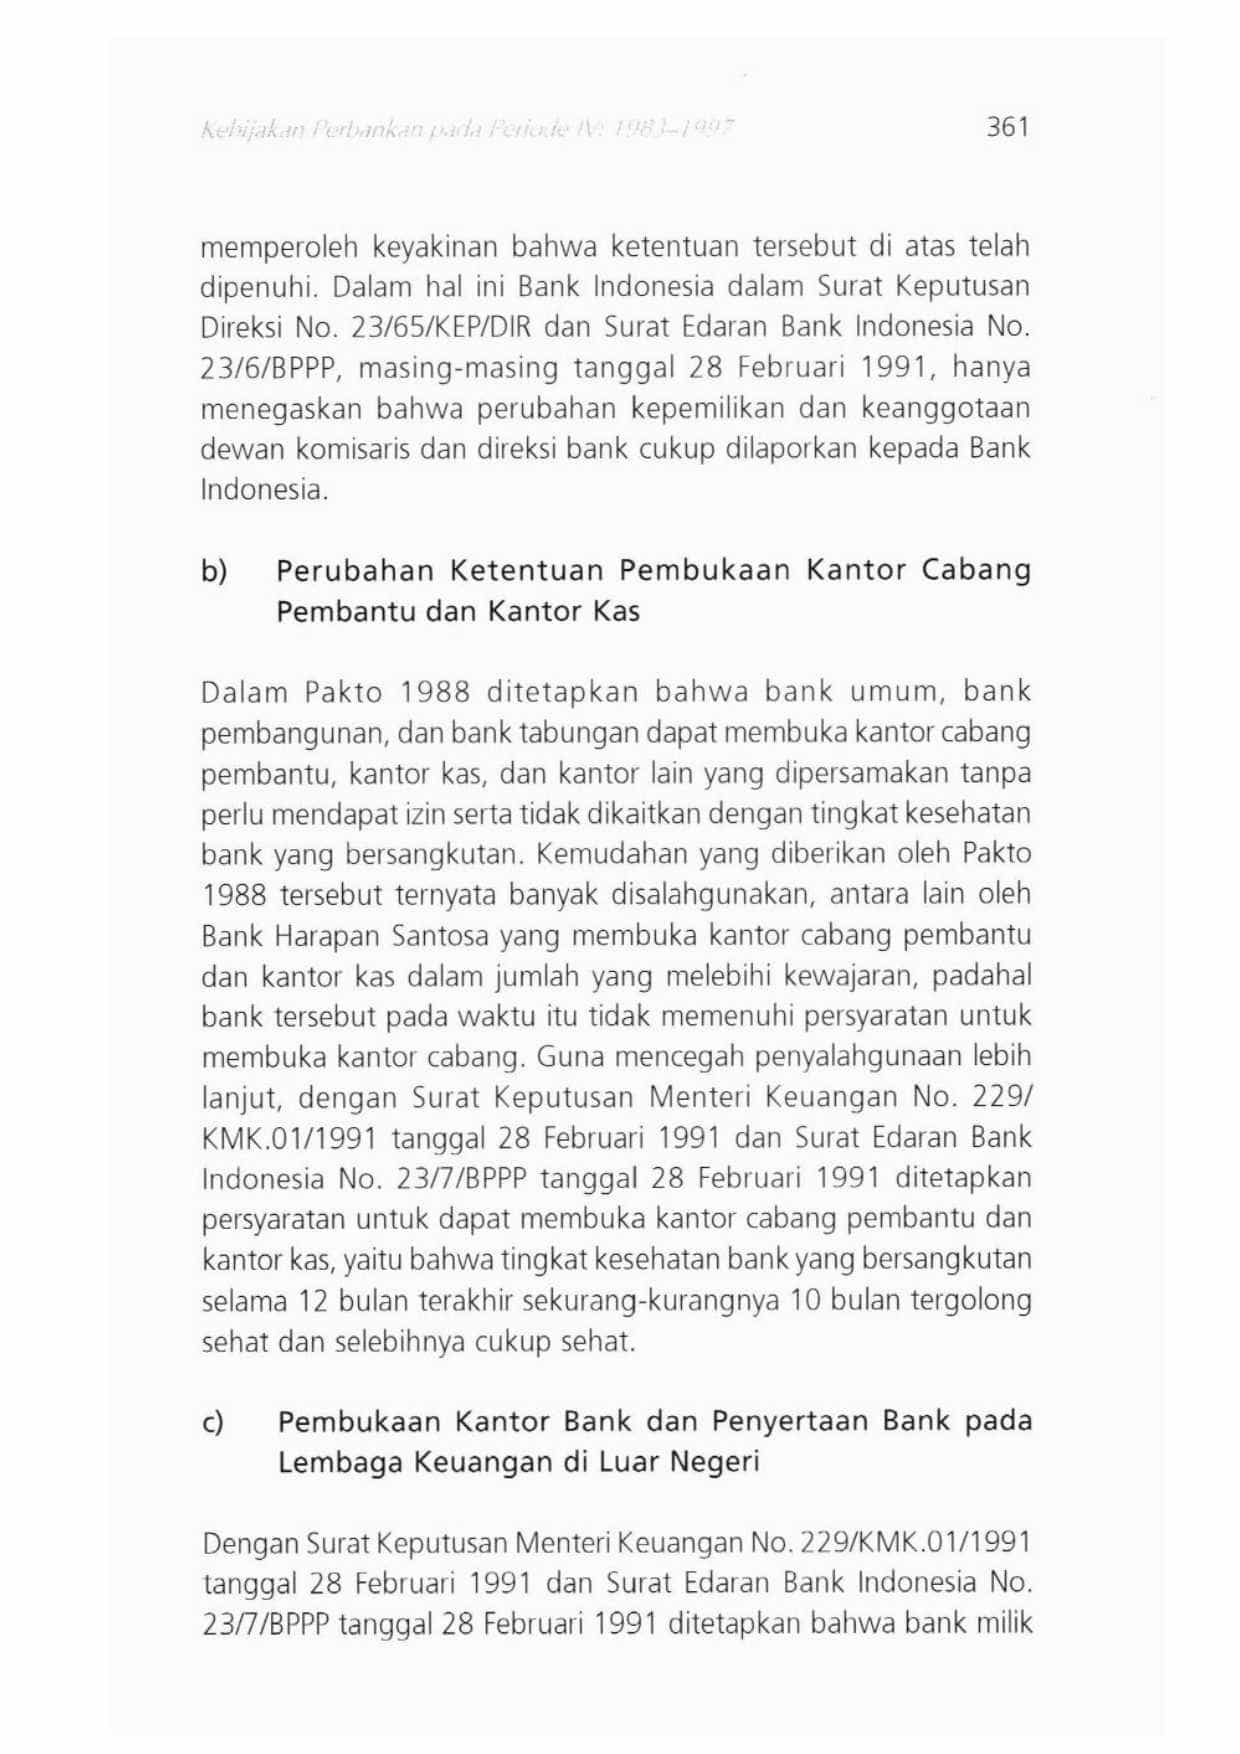 Kebijakan Perbankan pada Periode IV: 1983–1997 361
memperoleh keyakinan bahwa ketentuan tersebut di atas telah
dipenuhi. Dalam hal ini Bank Indonesia dalam Surat Keputusan
Direksi No. 23/65/KEP/DIR dan Surat Edaran Bank Indonesia No.
23/6/BPPP, masing-masing tanggal 28 Februari 1991, hanya
menegaskan bahwa perubahan kepemilikan dan keanggotaan
dewan komisaris dan direksi bank cukup dilaporkan kepada Bank
Indonesia.
b) Perubahan Ketentuan Pembukaan Kantor Cabang
Pembantu dan Kantor Kas
Dalam Pakto 1988 ditetapkan bahwa bank umum, bank
pembangunan, dan bank tabungan dapat membuka kantor cabang
pembantu, kantor kas, dan kantor lain yang dipersamakan tanpa
perlu mendapat izin serta tidak dikaitkan dengan tingkat kesehatan
bank yang bersangkutan. Kemudahan yang diberikan oleh Pakto
1988 tersebut ternyata banyak disalahgunakan, antara lain oleh
Bank Harapan Santosa yang membuka kantor cabang pembantu
dan kantor kas dalam jumlah yang melebihi kewajaran, padahal
bank tersebut pada waktu itu tidak memenuhi persyaratan untuk
membuka kantor cabang. Guna mencegah penyalahgunaan lebih
lanjut, dengan Surat Keputusan Menteri Keuangan No. 229/
KMK.01/1991 tanggal 28 Februari 1991 dan Surat Edaran Bank
Indonesia No. 23/7/BPPP tanggal 28 Februari 1991 ditetapkan
persyaratan untuk dapat membuka kantor cabang pembantu dan
kantor kas, yaitu bahwa tingkat kesehatan bank yang bersangkutan
selama 12 bulan terakhir sekurang-kurangnya 10 bulan tergolong
sehat dan selebihnya cukup sehat.
c) Pembukaan Kantor Bank dan Penyertaan Bank pada
Lembaga Keuangan di Luar Negeri
Dengan Surat Keputusan Menteri Keuangan No. 229/KMK.01/1991
tanggal 28 Februari 1991 dan Surat Edaran Bank Indonesia No.
23/7/BPPP tanggal 28 Februari 1991 ditetapkan bahwa bank milik